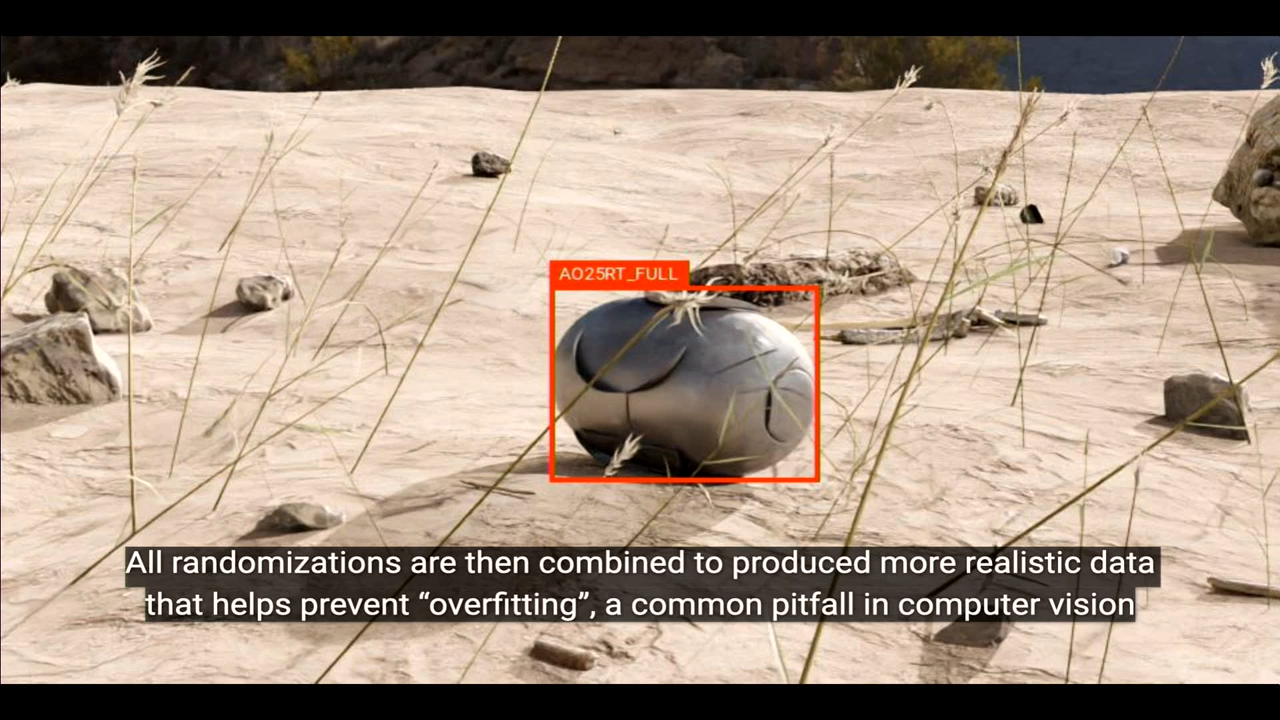 AO25RT_FULL
All randomizations are then combined to produced more realistic data
that helps prevent “overfitting”, a common pitfall in computer vision